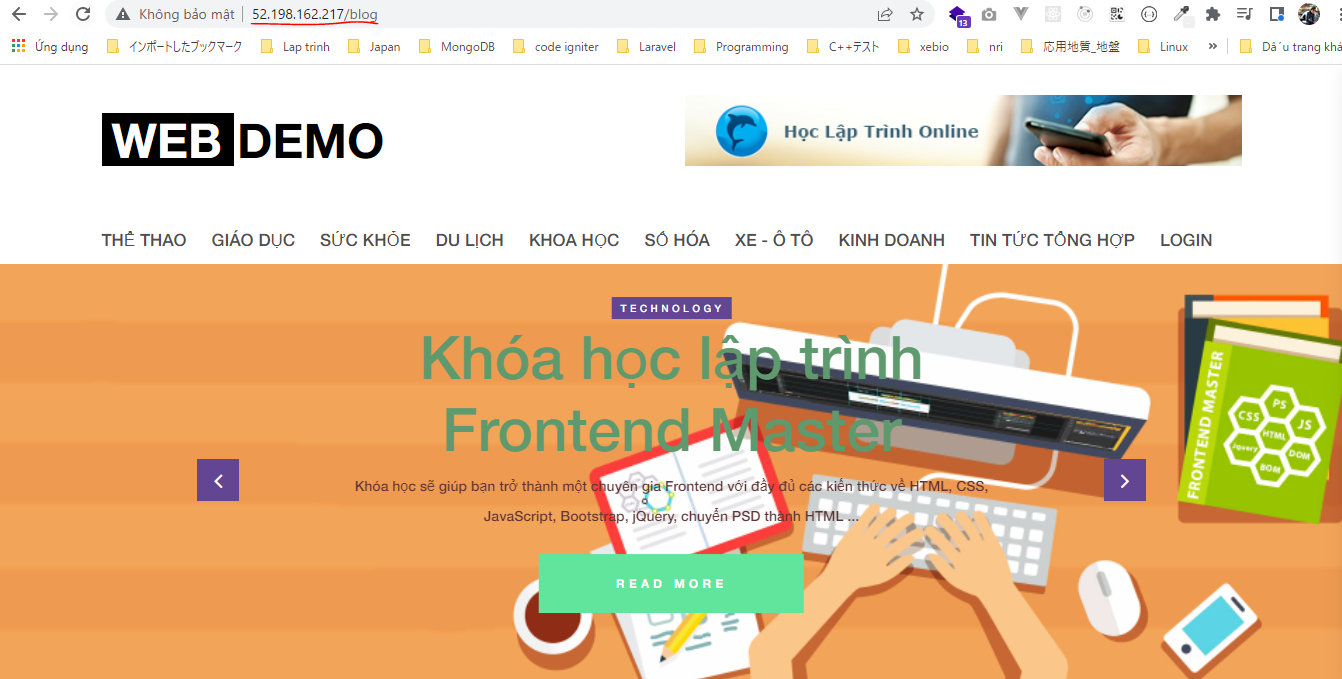 Không bảo mật | 52.198.162.217/blog
13
Ứng dụng インポートしたブックマーク Lap trinh Japan MongoDB code igniter Laravel Programming C++テスト xebio nri 応用地質_地盤 Linux » Dấu trang khá
WEB DEMO
Học Lập Trình Online
THỂ THAO GIÁO DỤC SỨC KHỎE DU LỊCH KHOA HỌC SỐ HÓA XE - Ô TÔ KINH DOANH TIN TỨC TỔNG HỢP LOGIN
TECHNOLOGY
Khóa học lập trình
Frontend Master
Khóa học sẽ giúp bạn trở thành một chuyên gia Frontend với đầy đủ các kiến thức về HTML, CSS,
JavaScript, Bootstrap, jQuery, chuyển PSD thành HTML ...
READ MORE
FRONTEND MASTER
PS
CSS
JS
HTML
jquery
DOM
BOM